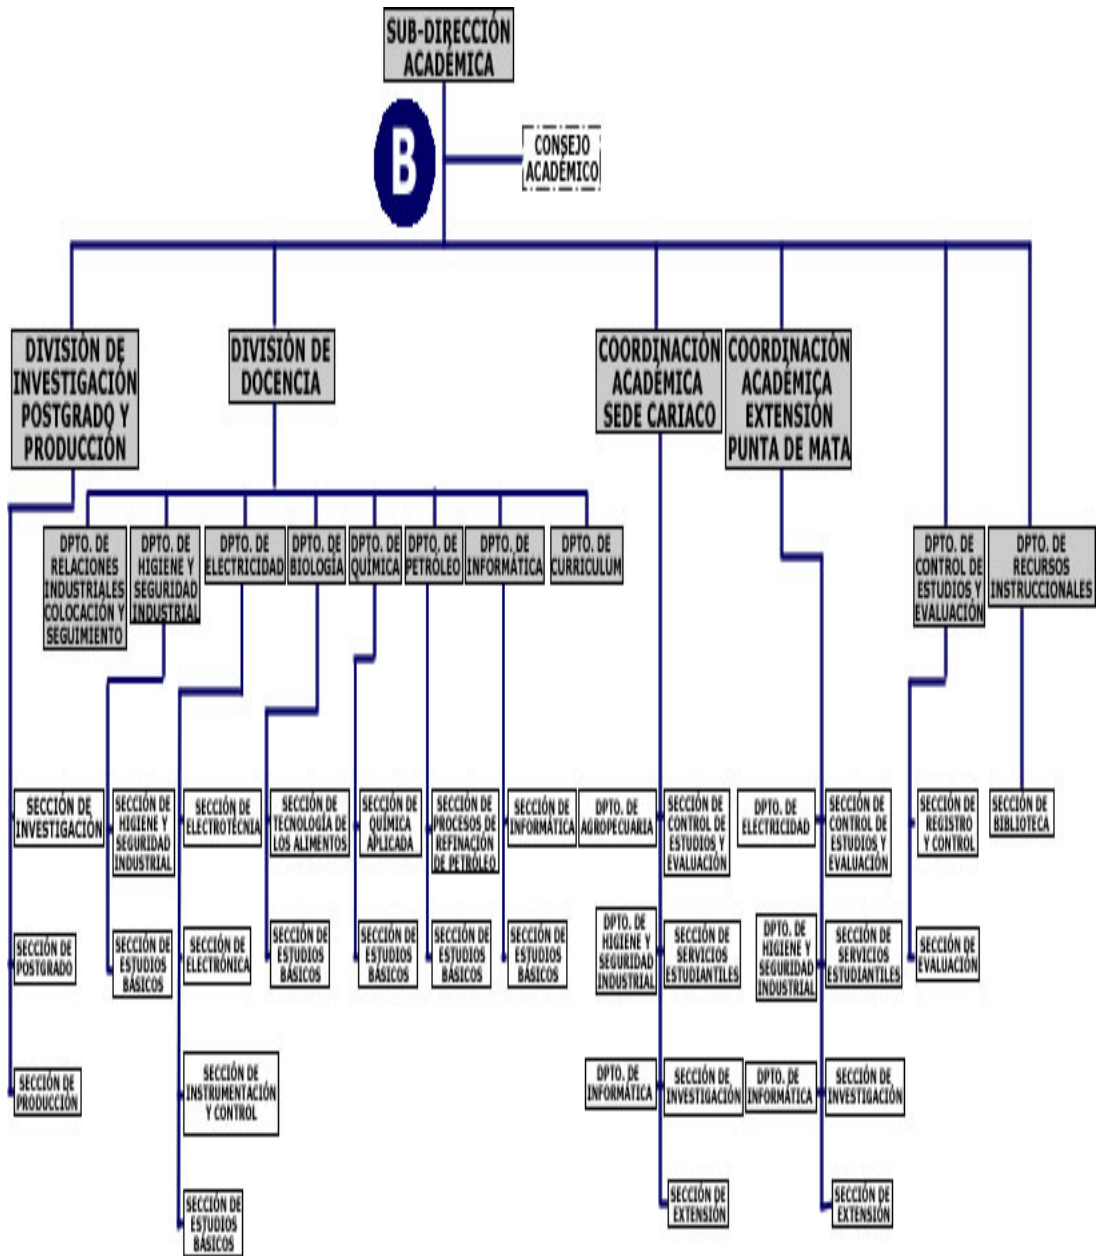 SUB-DIRECCIÓN
ACADÉMICA
B
CONSEJO
ACADÉMICO
DIVISIÓN DE
INVESTIGACIÓN
POSTGRADO Y
PRODUCCIÓN
DIVISIÓN DE
DOCENCIA
COORDINACIÓN
ACADÉMICA
SEDE CARIACO
COORDINACIÓN
ACADÉMICA
EXTENSIÓN
PUNTA DE MATA
DPTO. DE
RELACIONES
INDUSTRIALES
COLOCACIÓN Y
SEGUIMIENTO
DPTO. DE
HIGIENE Y
SEGURIDAD
INDUSTRIAL
DPTO. DE
ELECTRICIDAD
DPTO. DE
BIOLOGÍA
DPTO. DE
QUÍMICA
DPTO. DE
PETRÓLEO
DPTO. DE
INFORMÁTICA
DPTO. DE
CURRICULUM
DPTO. DE
CONTROL DE
ESTUDIOS Y
EVALUACIÓN
DPTO. DE
RECURSOS
INSTRUCCIONALES
SECCIÓN DE
INVESTIGACIÓN
SECCIÓN DE
HIGIENE Y
SEGURIDAD
INDUSTRIAL
SECCIÓN DE
ELECTROTECNIA
SECCIÓN DE
TECNOLOGÍA DE
LOS ALIMENTOS
SECCIÓN DE
QUÍMICA
APLICADA
SECCIÓN DE
PROCESOS DE
REFINACIÓN
DE PETRÓLEO
SECCIÓN DE
INFORMÁTICA
DPTO. DE
AGROPECUARIA
SECCIÓN DE
CONTROL DE
ESTUDIOS Y
EVALUACIÓN
DPTO. DE
ELECTRICIDAD
SECCIÓN DE
CONTROL DE
ESTUDIOS Y
EVALUACIÓN
SECCIÓN DE
REGISTRO
Y CONTROL
SECCIÓN DE
BIBLIOTECA
SECCIÓN DE
POSTGRADO
SECCIÓN DE
ESTUDIOS
BÁSICOS
SECCIÓN DE
ELECTRÓNICA
SECCIÓN DE
ESTUDIOS
BÁSICOS
SECCIÓN DE
ESTUDIOS
BÁSICOS
SECCIÓN DE
ESTUDIOS
BÁSICOS
SECCIÓN DE
ESTUDIOS
BÁSICOS
DPTO. DE
HIGIENE Y
SEGURIDAD
INDUSTRIAL
SECCIÓN DE
SERVICIOS
ESTUDIANTILES
DPTO. DE
HIGIENE Y
SEGURIDAD
INDUSTRIAL
SECCIÓN DE
SERVICIOS
ESTUDIANTILES
SECCIÓN DE
EVALUACIÓN
SECCIÓN DE
PRODUCCIÓN
SECCIÓN DE
INSTRUMENTACIÓN
Y CONTROL
DPTO. DE
INFORMÁTICA
SECCIÓN DE
INVESTIGACIÓN
DPTO. DE
INFORMÁTICA
SECCIÓN DE
INVESTIGACIÓN
SECCIÓN DE
ESTUDIOS
BÁSICOS
SECCIÓN DE
EXTENSIÓN
SECCIÓN DE
EXTENSIÓN